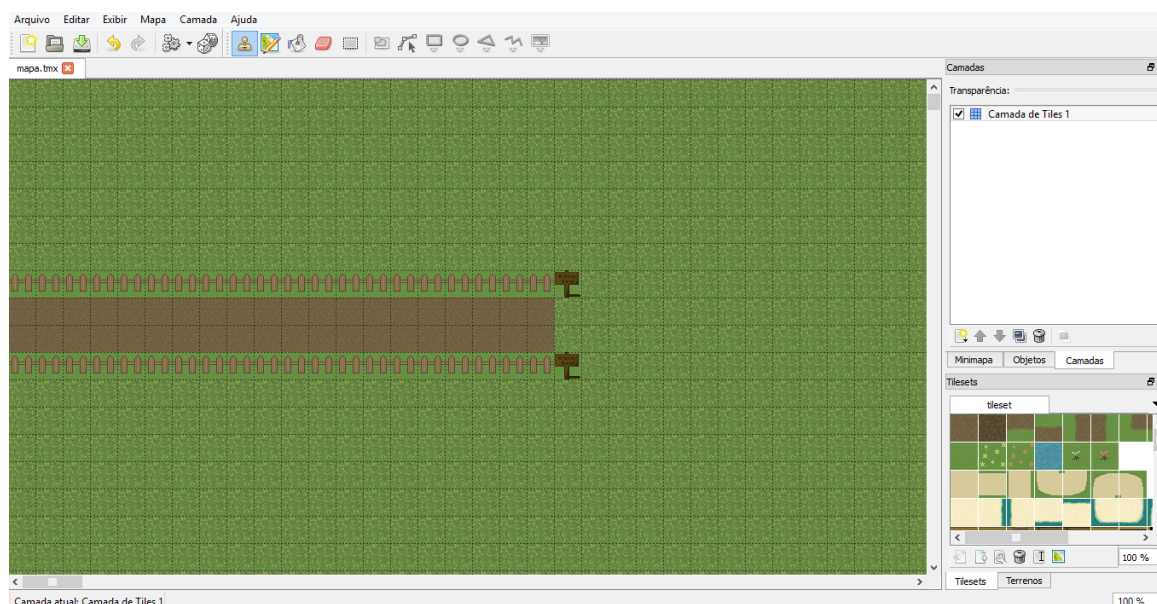 Arquivo Editar Exibir Mapa Camada Ajuda
mapa.tmx
Camadas
Transparência:
Camada de Tiles 1
Minimapa Objetos Camadas
Tilesets
tileset
100 %
Tilesets Terrenos
Camada atual: Camada de Tiles 1
100 %